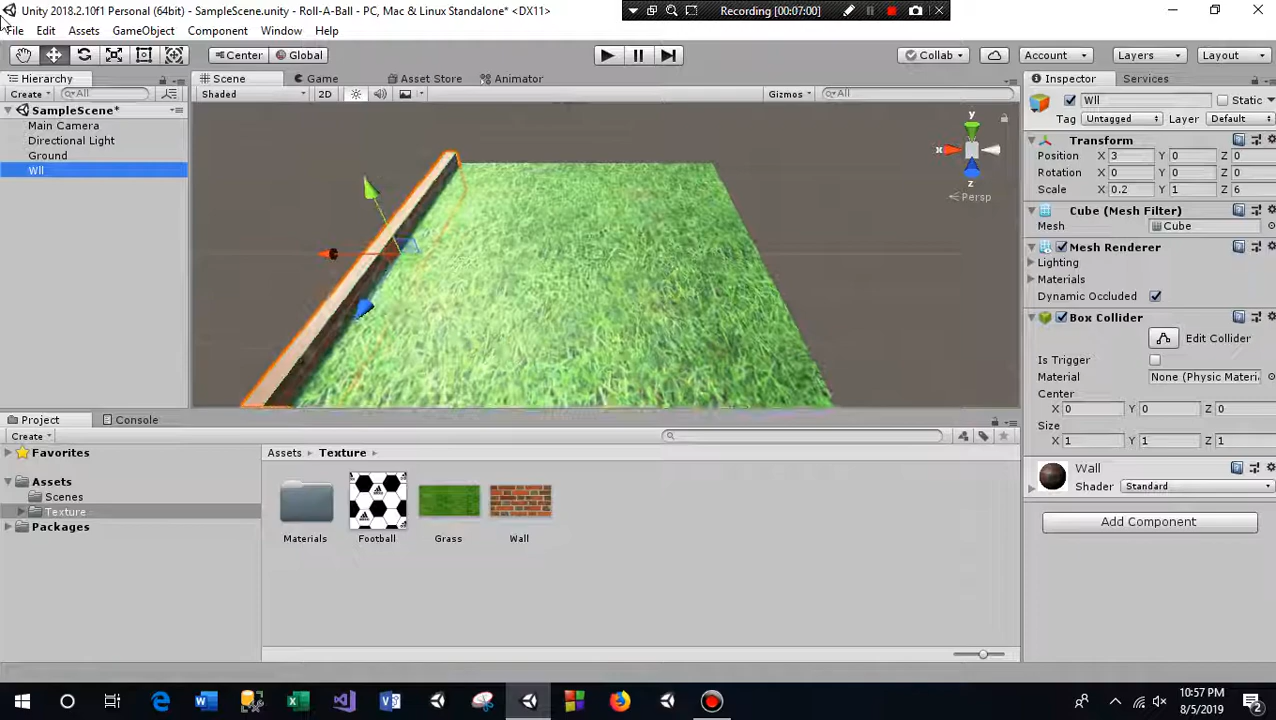 Unity 2018.2.10f1 Personal (64bit) - SampleScene.unity - Roll-A-Ball - PC, Mac & Linux Standalone* <DX11>
Recording (00:07:00)
File Edit Assets GameObject Component Window Help
Center Global Collab Account Layers Layout
Hierarchy Scene Game Asset Store Animator Inspector Services
Create All Shaded 2D Gizmos All
SampleScene*
Main Camera
Directional Light
Ground
Wll
y
x
z
Persp
Wll Static
Tag Untagged Layer Default
Transform
Position X 3 Y 0 Z 0
Rotation X 0 Y 0 Z 0
Scale X 0.2 Y 1 Z 6
Cube (Mesh Filter)
Mesh Cube
Mesh Renderer
Lighting
Materials
Dynamic Occluded
Box Collider
Edit Collider
Is Trigger
Material None (Physic Materi
Center
X 0 Y 0 Z 0
Size
X 1 Y 1 Z 1
Wall
Shader Standard
Add Component
Project Console
Create
Favorites
Assets
Scenes
Texture
Packages
Assets Texture
Materials Football Grass Wall
10:57 PM
8/5/2019
2